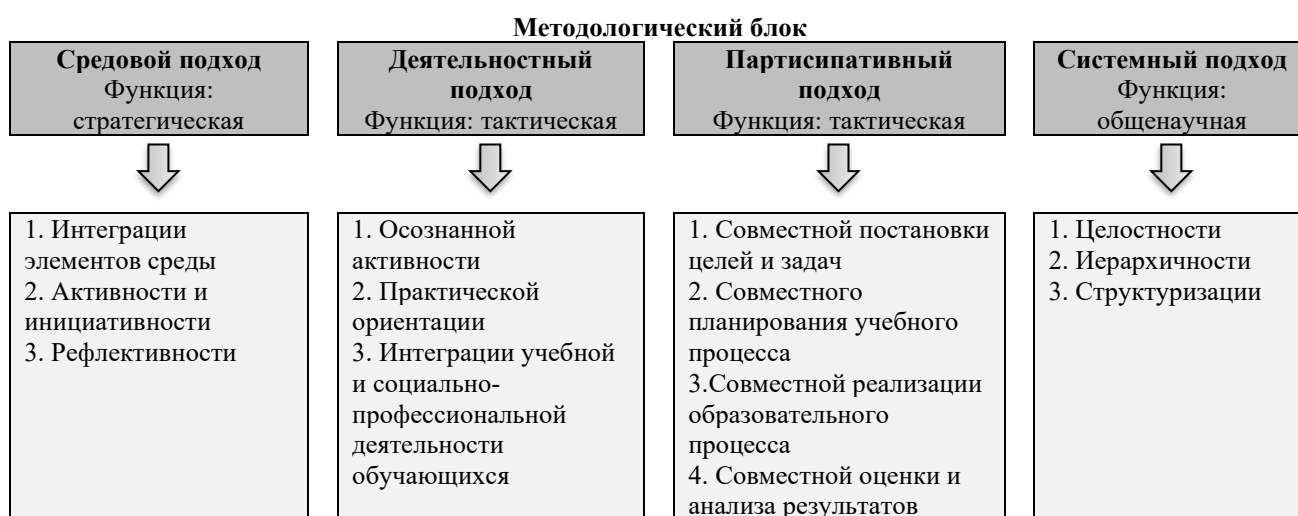 Методологический блок
Средовой подход
Функция:
стратегическая
Деятельностный
подход
Функция: тактическая
Партисипативный
подход
Функция: тактическая
Системный подход
Функция:
общенаучная
1. Интеграции
элементов среды
2. Активности и
инициативности
3. Рефлективности
1. Осознанной
активности
2. Практической
ориентации
3. Интеграции учебной
и социально-
профессиональной
деятельности
обучающихся
1. Совместной постановки
целей и задач
2. Совместного
планирования учебного
процесса
3.Совместной реализации
образовательного
процесса
4. Совместной оценки и
анализа результатов
1. Целостности
2. Иерархичности
3. Структуризации